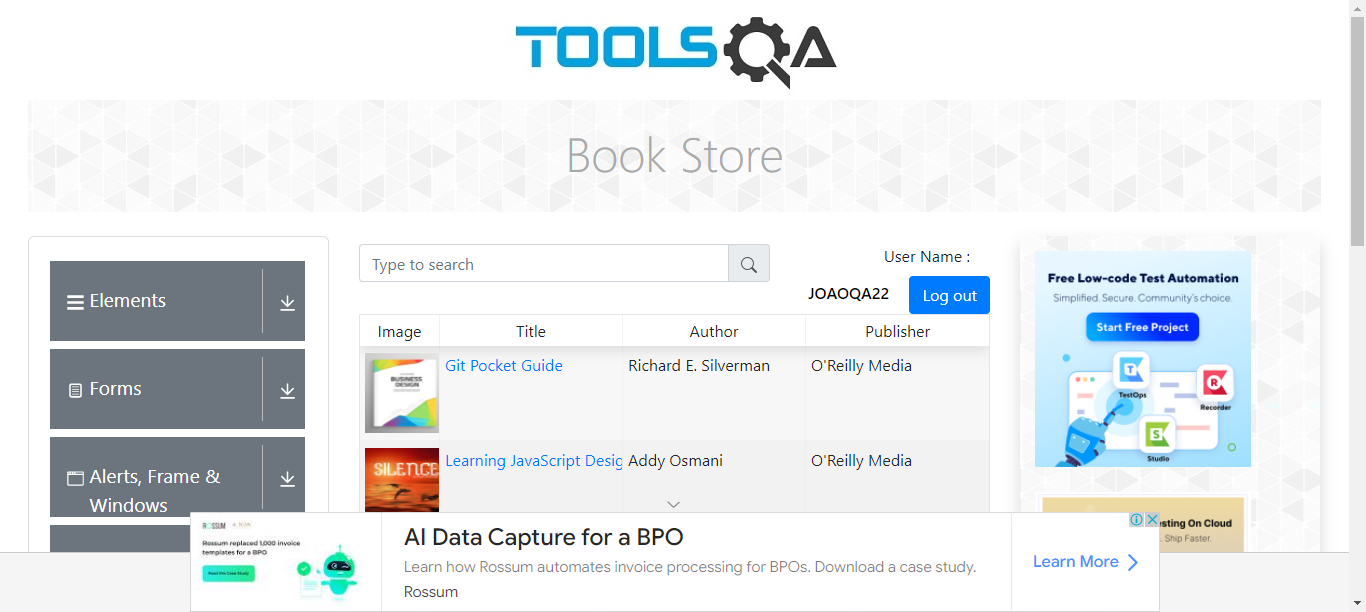 TOOLSQA
Book Store
Elements
Forms
Alerts, Frame &
Windows
Type to search
User Name :
JOAOQA22
Log out
Image Title Author Publisher
BUSINESS
DESIGN
Git Pocket Guide Richard E. Silverman O'Reilly Media
SILENCE
Learning JavaScript Desig Addy Osmani O'Reilly Media
Free Low-code Test Automation
Simplified. Secure. Community's choice.
Start Free Project
TestOps
Recorder
Studio
sting On Cloud
Ship Faster.
ROSSUM
Rossum replaced 1,000 invoice
templates for a BPO
Read the Case Study
AI Data Capture for a BPO
Learn how Rossum automates invoice processing for BPOs. Download a case study.
Rossum
Learn More